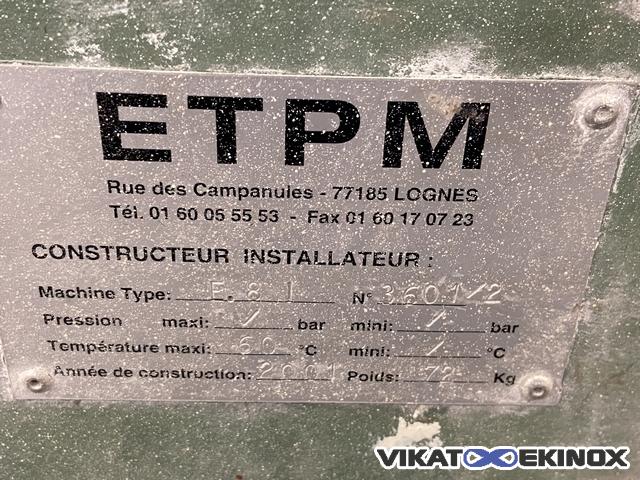 ETPM
Rue des Campanules - 77185 LOGNES
Tél. 01 60 05 55 53 - Fax 01 60 17 07 23
CONSTRUCTEUR INSTALLATEUR :
Machine Type: E.8 I N° 3601/2
Pression maxi: / bar mini: / bar
Température maxi: 60 °C mini: / °C
Année de construction: 2001 Poids: 72 Kg
VIKAT EKINOX